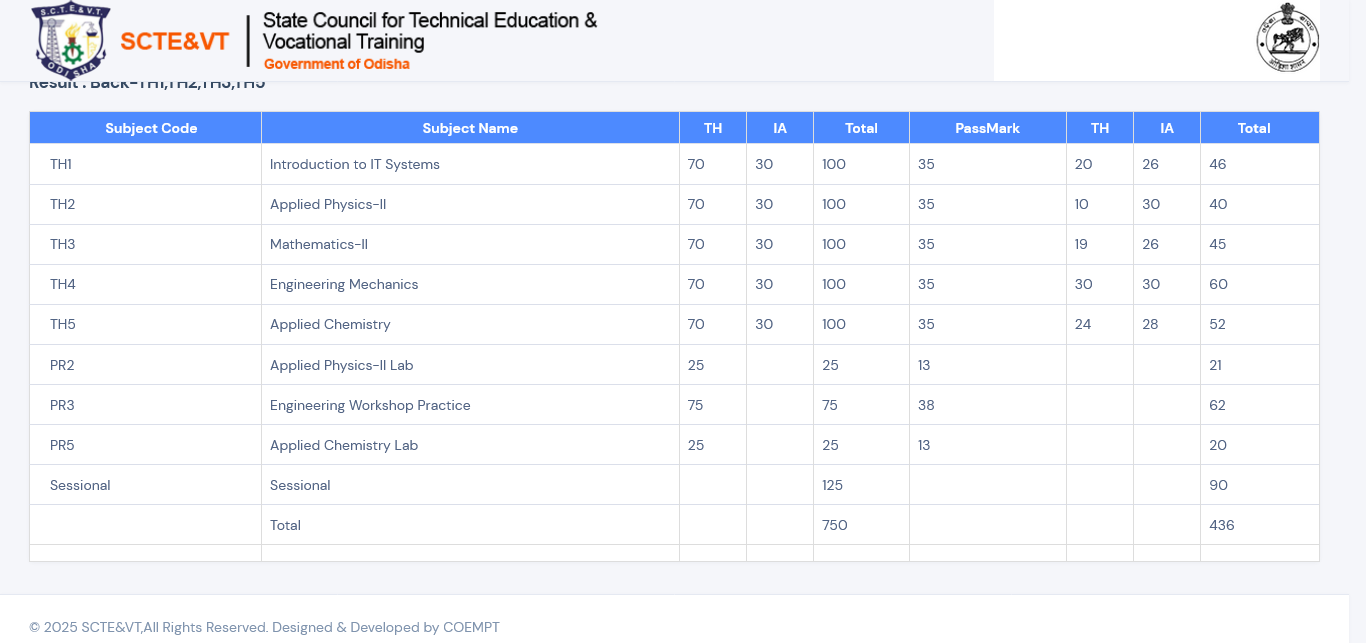 S.C.T.E.&V.T.
ODISHA
SCTE&VT
State Council for Technical Education &
Vocational Training
Government of Odisha
Result : Back-TH1,TH2,TH3,TH5
Subject Code Subject Name TH IA Total PassMark TH IA Total
TH1 Introduction to IT Systems 70 30 100 35 20 26 46
TH2 Applied Physics-II 70 30 100 35 10 30 40
TH3 Mathematics-II 70 30 100 35 19 26 45
TH4 Engineering Mechanics 70 30 100 35 30 30 60
TH5 Applied Chemistry 70 30 100 35 24 28 52
PR2 Applied Physics-II Lab 25 25 13 21
PR3 Engineering Workshop Practice 75 75 38 62
PR5 Applied Chemistry Lab 25 25 13 20
Sessional Sessional 125 90
Total 750 436
© 2025 SCTE&VT,All Rights Reserved. Designed & Developed by COEMPT